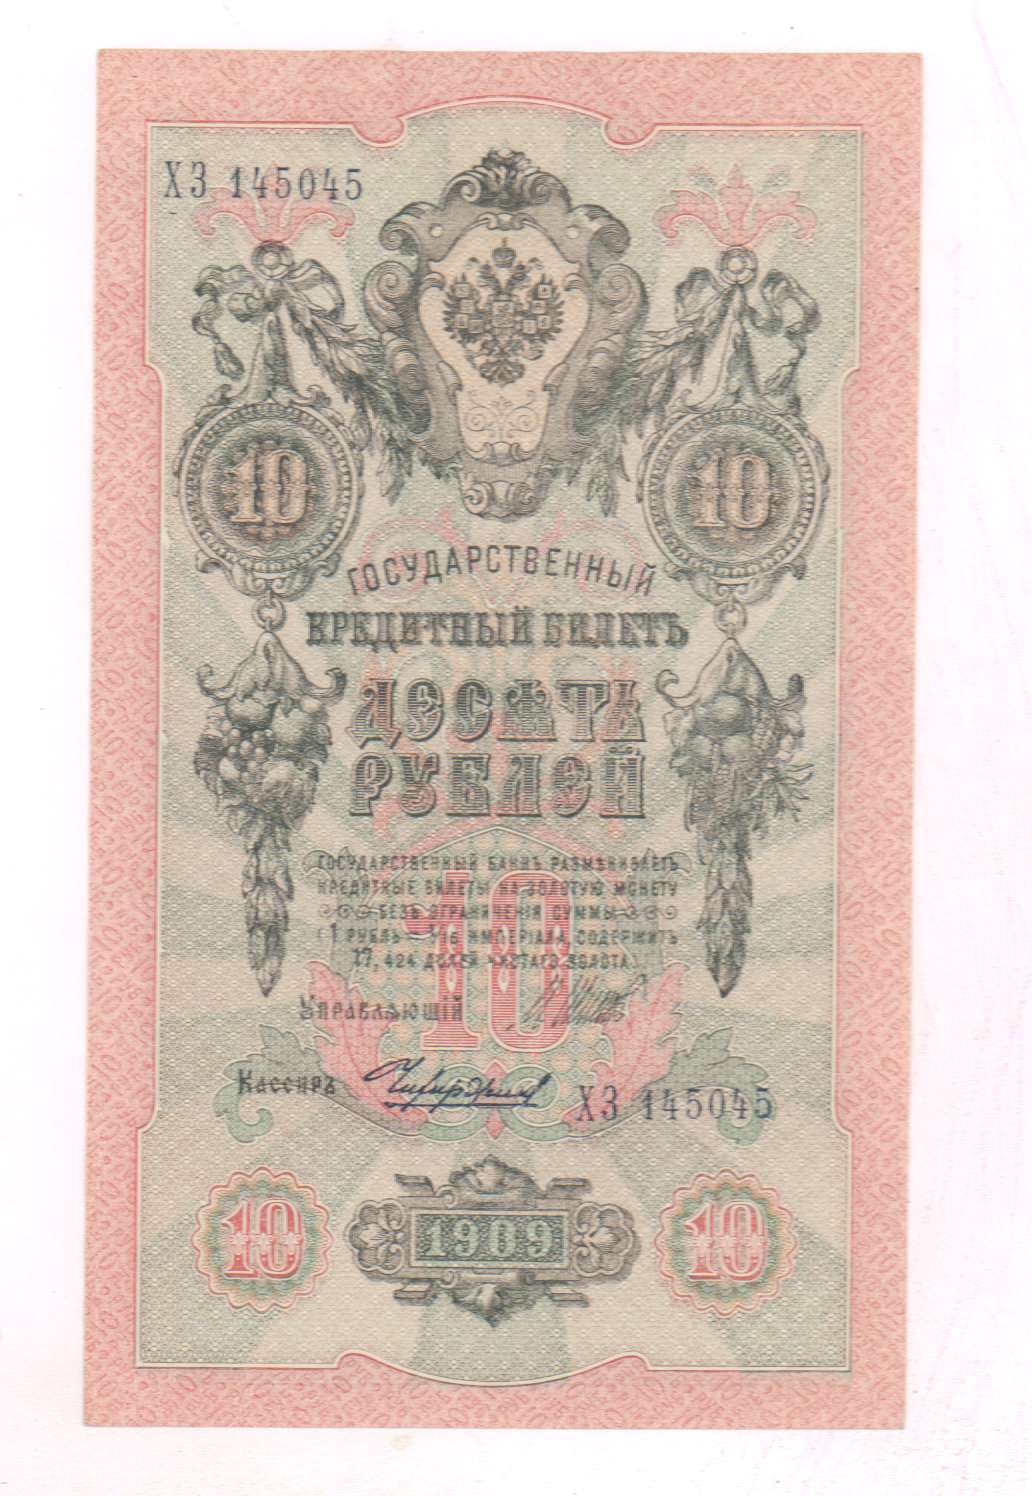 ХЗ 145045
10 10
ГОСУДАРСТВЕННЫЙ
КРЕДИТНЫЙ БИЛЕТЪ
ДЕСЯТЬ
РУБЛЕЙ
ГОСУДАРСТВЕННЫЙ БАНКЪ РАЗМѢНИВАЕТЪ
КРЕДИТНЫЕ БИЛЕТЫ НА ЗОЛОТУЮ МОНЕТУ
БЕЗЪ ОГРАНИЧЕНІЯ СУММЫ
(1 РУБЛЬ = 1/15 ИМПЕРІАЛА, СОДЕРЖИТЪ
17,424 ДОЛЕЙ ЧИСТАГО ЗОЛОТА)
10
УПРАВЛЯЮЩІЙ
Кассиръ
ХЗ 145045
10 1909 10